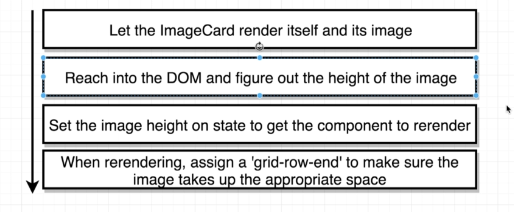 Let the ImageCard render itself and its image
Reach into the DOM and figure out the height of the image
Set the image height on state to get the component to rerender
When rerendering, assign a 'grid-row-end' to make sure the
image takes up the appropriate space